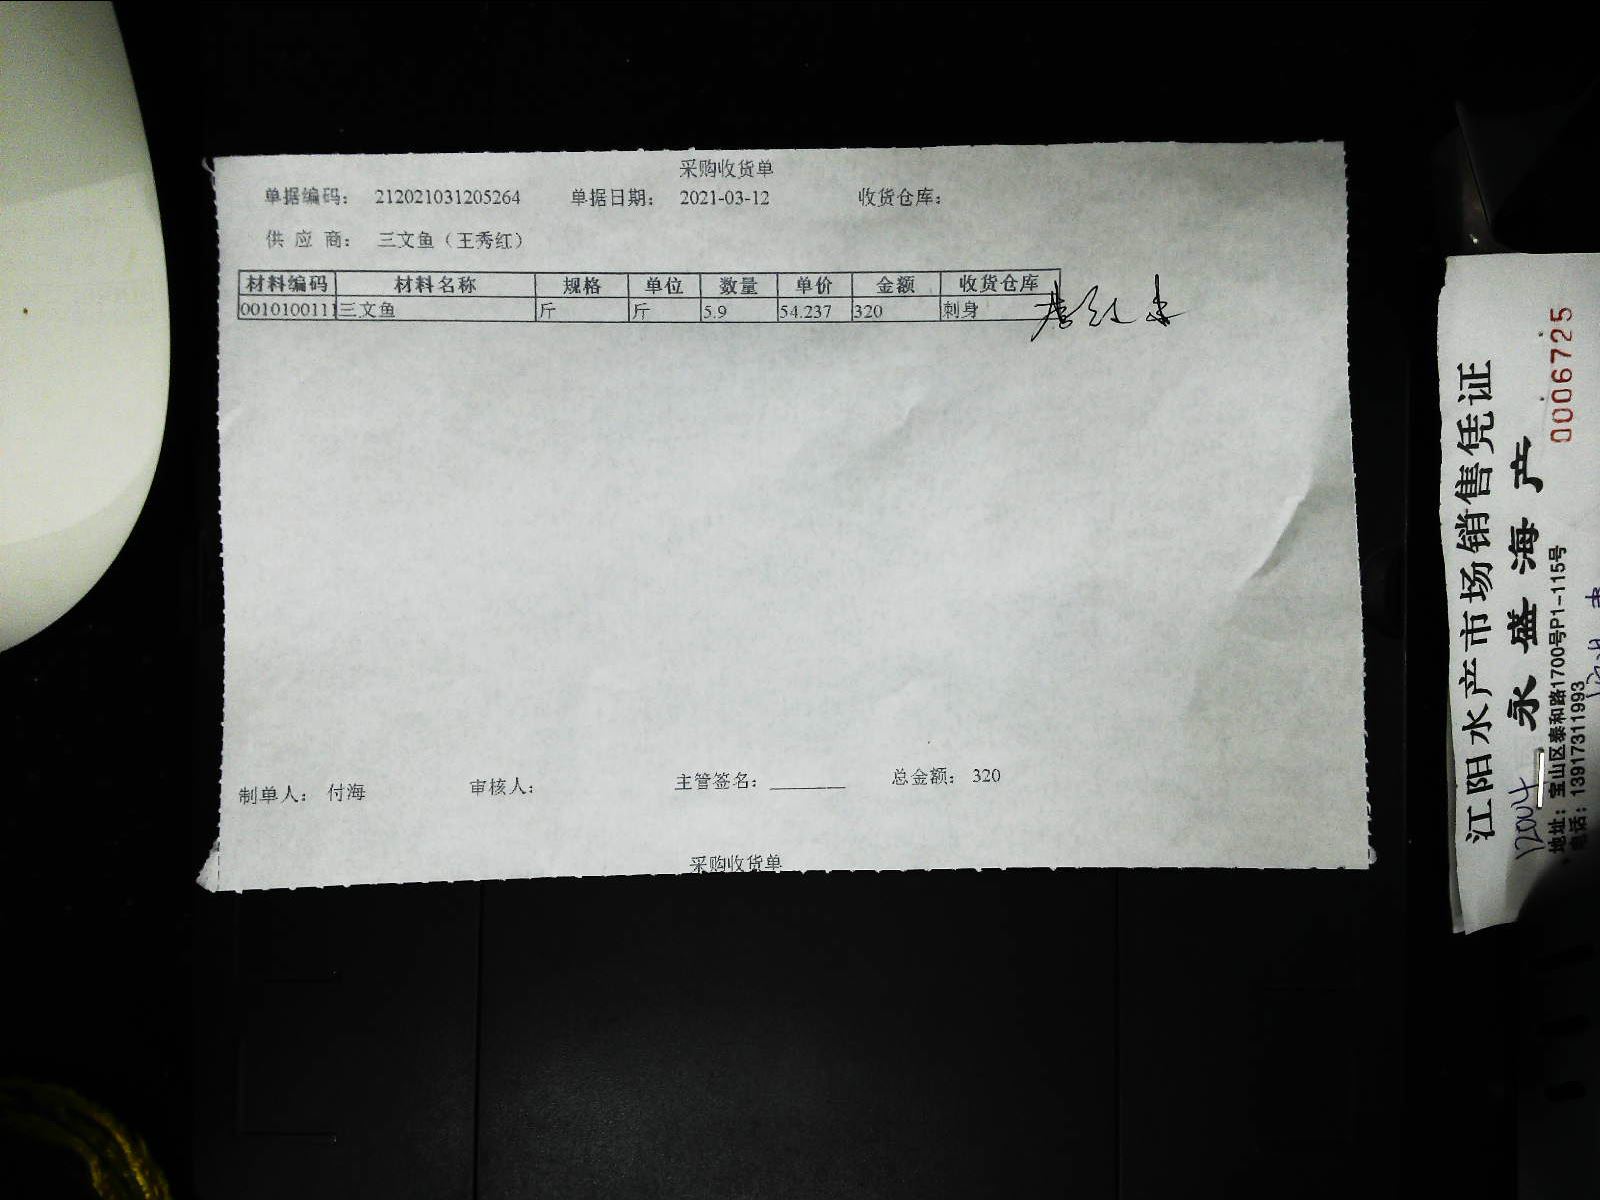 采购收货单
单据编码： 212021031205264 单据日期： 2021-03-12 收货仓库：
供 应 商： 三文鱼（王秀红）
材料编码 材料名称 规格 单位 数量 单价 金额 收货仓库
0010100111 三文鱼 斤 斤 5.9 54.237 320 刺身
制单人： 付海 审核人： 主管签名：________ 总金额： 320
采购收货单
江阳水产市场销售凭证
永盛海产
0006725
地址：宝山区泰和路1700号P1-115号
电话：13917311993